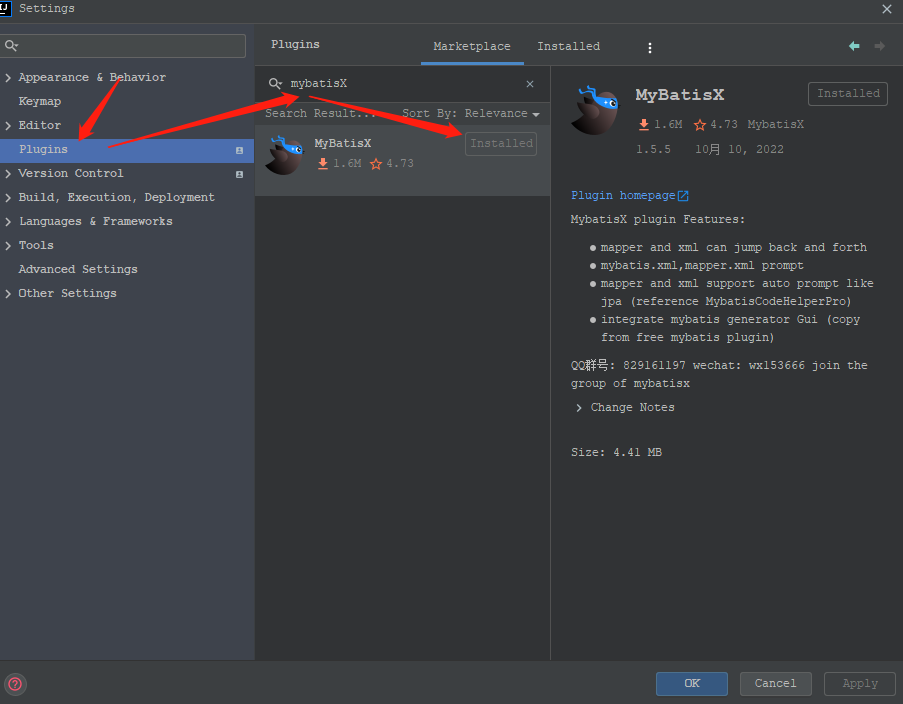 Settings
Appearance & Behavior
Keymap
Editor
Plugins
Version Control
Build, Execution, Deployment
Languages & Frameworks
Tools
Advanced Settings
Other Settings
Plugins
Marketplace
Installed
mybatisX
Search Result...
Sort By: Relevance
MyBatisX
1.6M 4.73
Installed
MyBatisX
Installed
1.6M 4.73 MybatisX
1.5.5 10月 10, 2022
Plugin homepage
MybatisX plugin Features:
mapper and xml can jump back and forth
mybatis.xml,mapper.xml prompt
mapper and xml support auto prompt like
jpa (reference MybatisCodeHelperPro)
integrate mybatis generator Gui (copy
from free mybatis plugin)
QQ群号: 829161197 wechat: wx153666 join the
group of mybatisx
Change Notes
Size: 4.41 MB
OK
Cancel
Apply